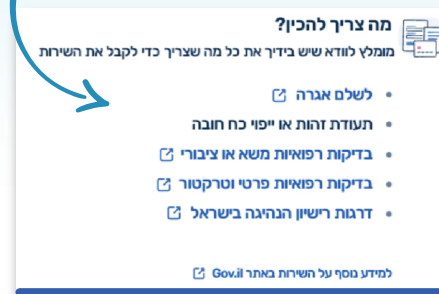 מה צריך להכין?
מומלץ לוודא שיש בידיך את כל מה שצריך כדי לקבל את השירות
לשלם אגרה
תעודת זהות או ייפוי כח חובה
בדיקות רפואיות משא או ציבורי
בדיקות רפואיות פרטי וטרקטור
דרגות רישיון הנהיגה בישראל
למידע נוסף על השירות באתר Gov.il